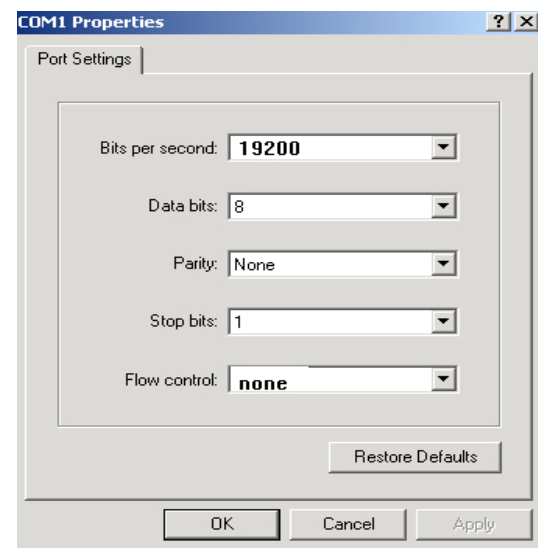 COM1 Properties
Port Settings
Bits per second: 19200
Data bits: 8
Parity: None
Stop bits: 1
Flow control: none
Restore Defaults
OK Cancel Apply